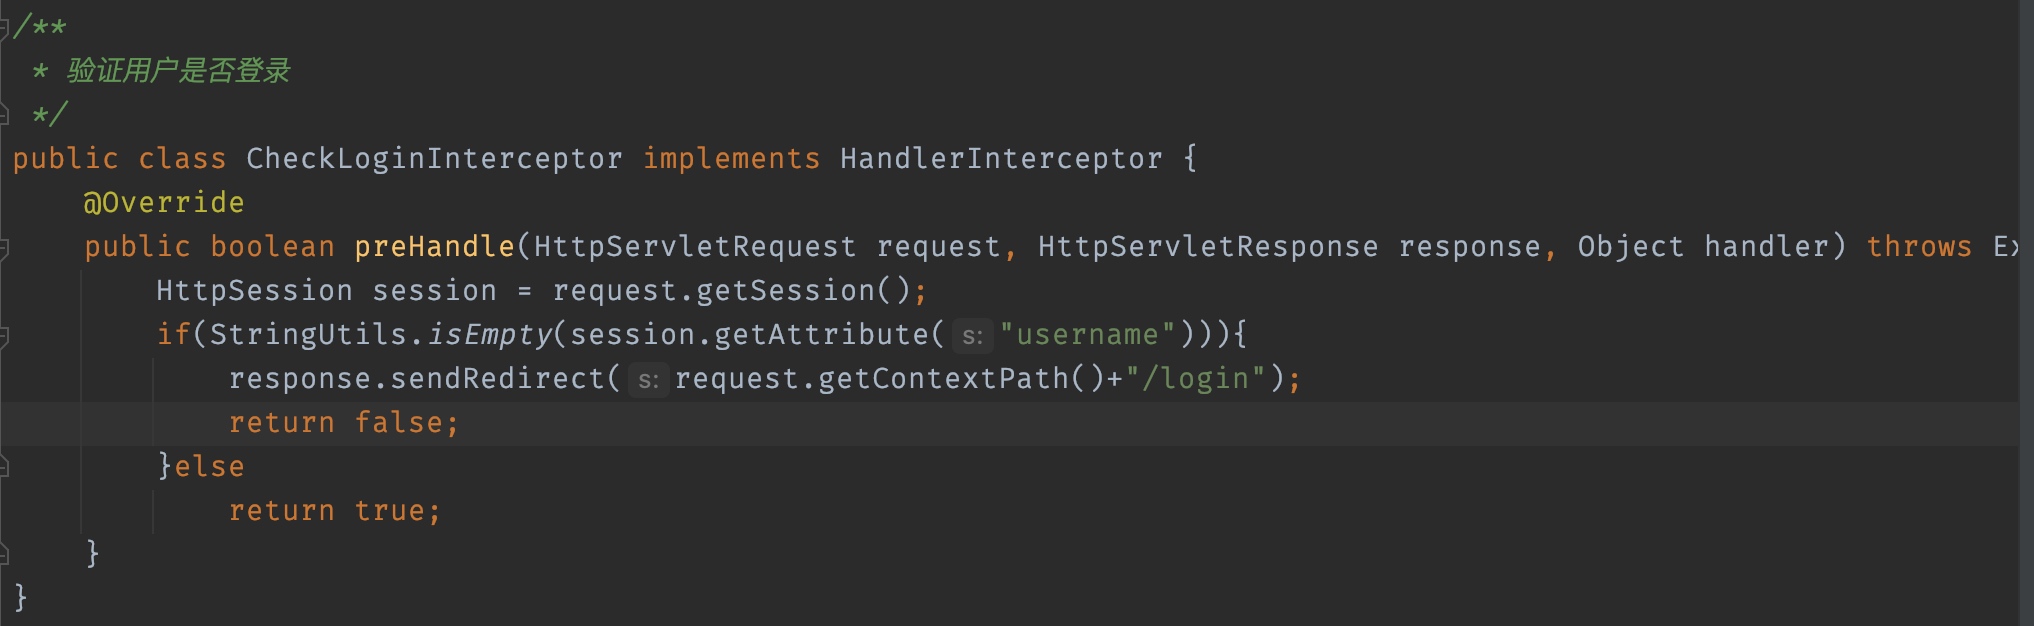 /**
 * 验证用户是否登录
 */
public class CheckLoginInterceptor implements HandlerInterceptor {
    @Override
    public boolean preHandle(HttpServletRequest request, HttpServletResponse response, Object handler) throws Ex
        HttpSession session = request.getSession();
        if(StringUtils.isEmpty(session.getAttribute( s: "username"))){
            response.sendRedirect( s: request.getContextPath()+"/login");
            return false;
        }else
            return true;
    }
}